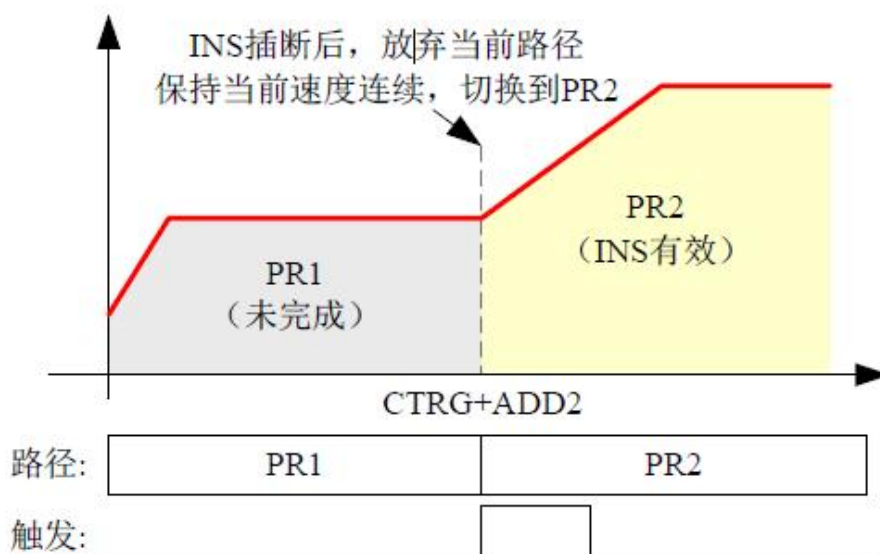 INS插断后，放弃当前路径
保持当前速度连续，切换到PR2
PR1
（未完成）
PR2
（INS有效）
CTRG+ADD2
路径: PR1 PR2
触发: